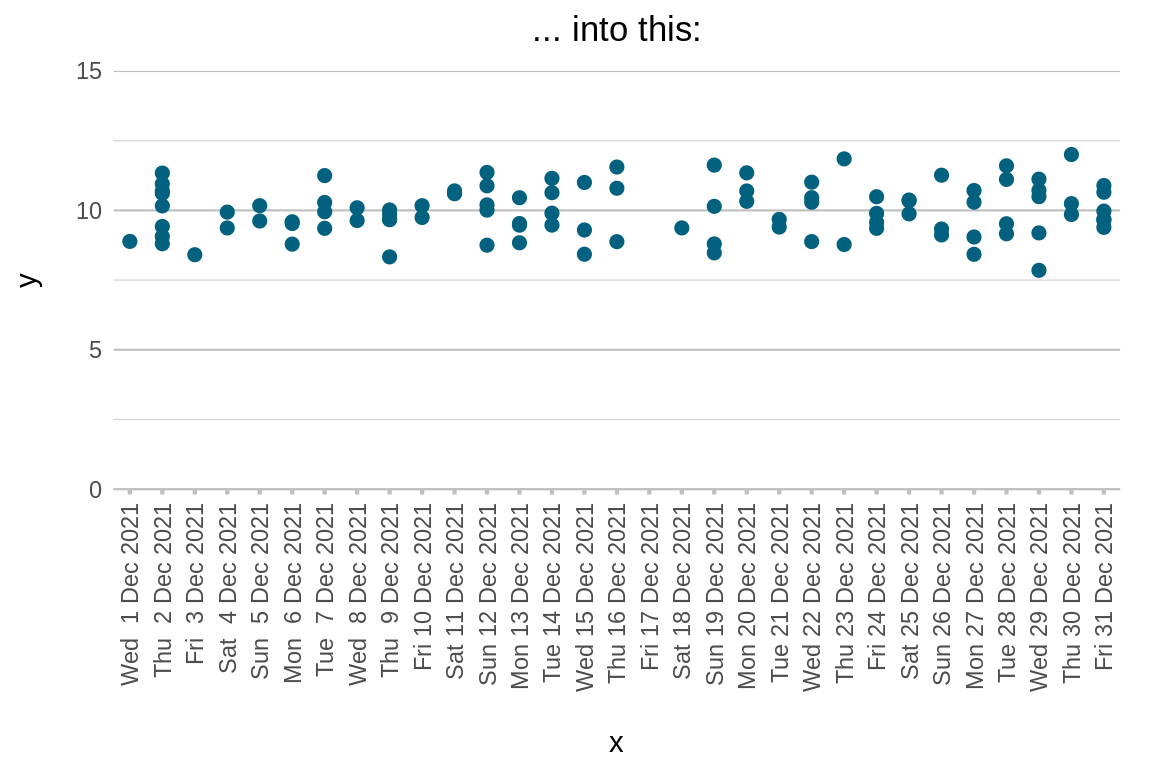 ... into this:
15
10
5
0
y
Wed  1 Dec 2021
Thu  2 Dec 2021
Fri  3 Dec 2021
Sat  4 Dec 2021
Sun  5 Dec 2021
Mon  6 Dec 2021
Tue  7 Dec 2021
Wed  8 Dec 2021
Thu  9 Dec 2021
Fri 10 Dec 2021
Sat 11 Dec 2021
Sun 12 Dec 2021
Mon 13 Dec 2021
Tue 14 Dec 2021
Wed 15 Dec 2021
Thu 16 Dec 2021
Fri 17 Dec 2021
Sat 18 Dec 2021
Sun 19 Dec 2021
Mon 20 Dec 2021
Tue 21 Dec 2021
Wed 22 Dec 2021
Thu 23 Dec 2021
Fri 24 Dec 2021
Sat 25 Dec 2021
Sun 26 Dec 2021
Mon 27 Dec 2021
Tue 28 Dec 2021
Wed 29 Dec 2021
Thu 30 Dec 2021
Fri 31 Dec 2021
x